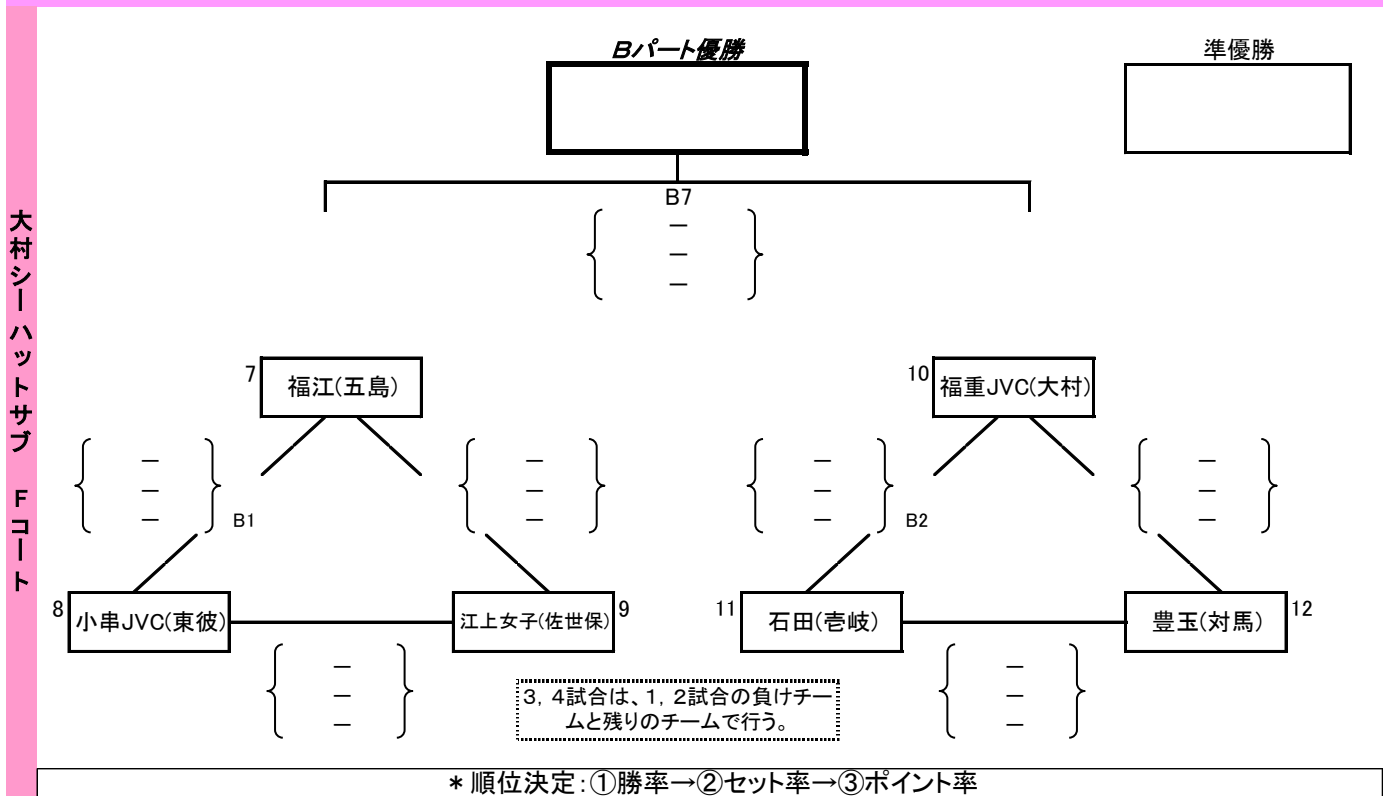 Bパート優勝
準優勝
B7
―
―
―
大村シーハットサブ Fコート
7
福江(五島)
10
福重JVC(大村)
―
―
―
B1
―
―
―
―
―
―
B2
―
―
―
8
小串JVC(東彼)
江上女子(佐世保)
9
11
石田(壱岐)
豊玉(対馬)
12
―
―
―
3,4試合は、1,2試合の負けチー
ムと残りのチームで行う。
―
―
―
*順位決定:①勝率→②セット率→③ポイント率